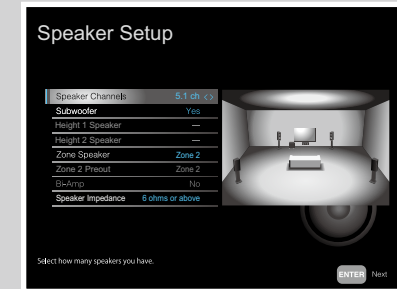 Speaker Setup
Speaker Channels 5.1 ch <>
Subwoofer Yes
Height 1 Speaker —
Height 2 Speaker —
Zone Speaker Zone 2
Zone 2 Preout Zone 2
Bi-Amp No
Speaker Impedance 6 ohms or above
Select how many speakers you have.
ENTER Next